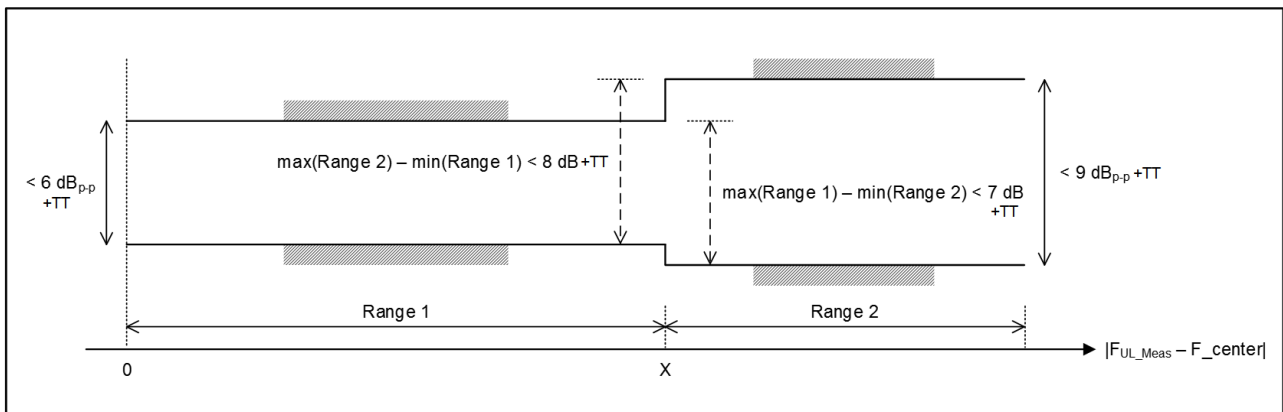 max(Range 2) – min(Range 1) < 8 dB +TT
< 6 dBp-p
+TT
max(Range 1) – min(Range 2) < 7 dB
+TT
< 9 dBp-p +TT
Range 1
Range 2
0
X
|FUL_Meas – F_center|